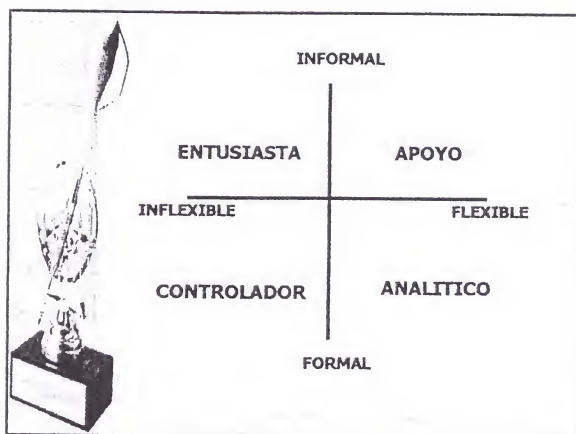 INFORMAL
ENTUSIASTA APOYO
INFLEXIBLE FLEXIBLE
CONTROLADOR ANALITICO
FORMAL